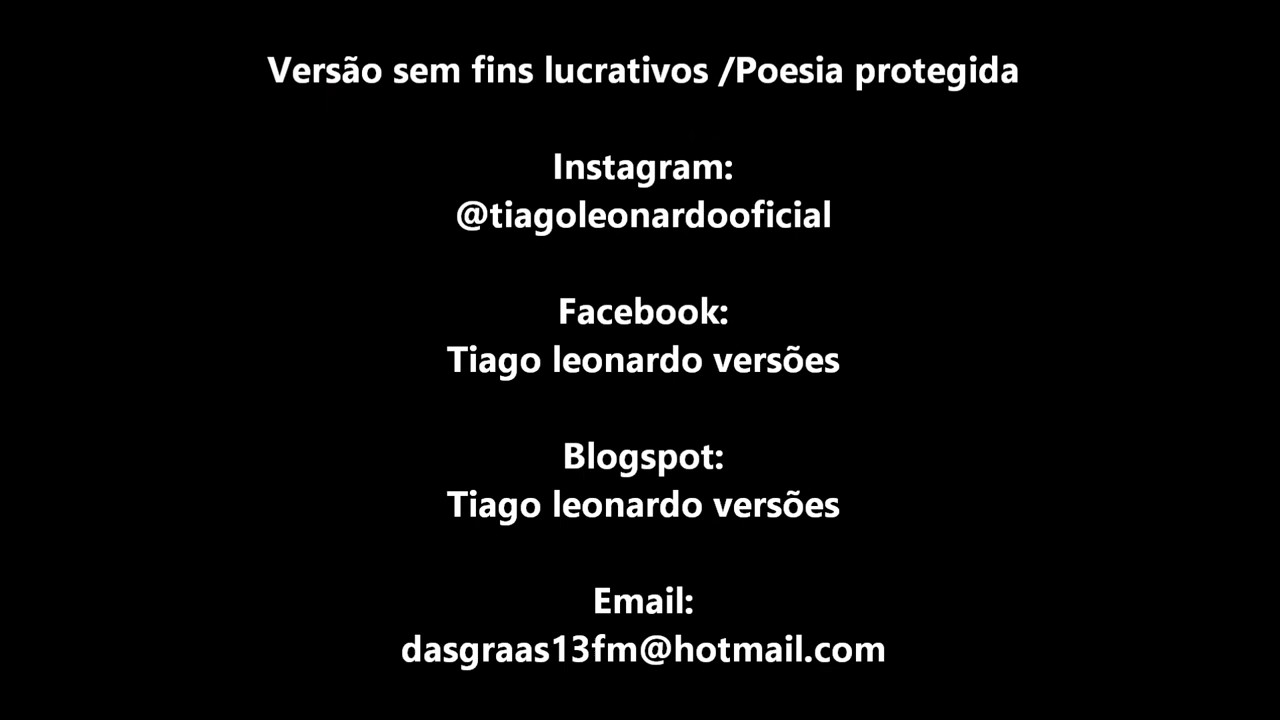 Versão sem fins lucrativos /Poesia protegida
Instagram:
@tiagoleonardooficial
Facebook:
Tiago leonardo versões
Blogspot:
Tiago leonardo versões
Email:
dasgraas13fm@hotmail.com